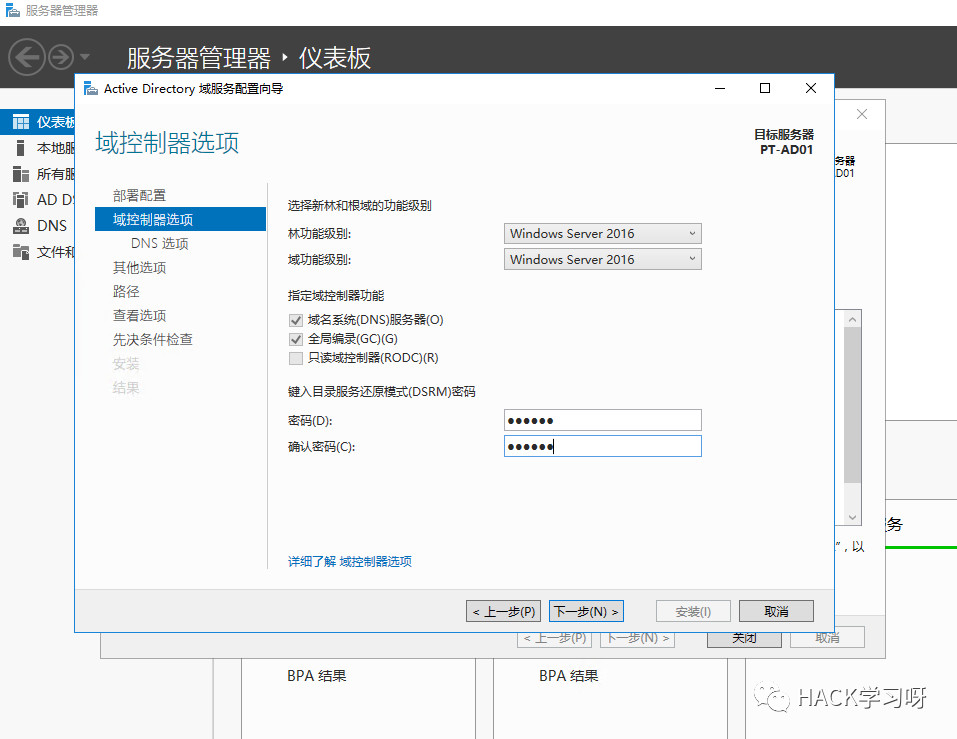 服务器管理器
服务器管理器 ‣ 仪表板
Active Directory 域服务配置向导
域控制器选项
目标服务器
PT-AD01
务器
D01
仪表板
本地服
所有服
AD DS
DNS
文件和
部署配置
域控制器选项
DNS 选项
其他选项
路径
查看选项
先决条件检查
安装
结果
选择新林和根域的功能级别
林功能级别: Windows Server 2016
域功能级别: Windows Server 2016
指定域控制器功能
域名系统(DNS)服务器(O)
全局编录(GC)(G)
只读域控制器(RODC)(R)
键入目录服务还原模式(DSRM)密码
密码(D): ●●●●●●
确认密码(C): ●●●●●●
详细了解 域控制器选项
务
”，以
< 上一步(P) 下一步(N) > 安装(I) 取消
< 上一步(P) 下一步(N) > 关闭 取消
BPA 结果 BPA 结果
HACK学习呀